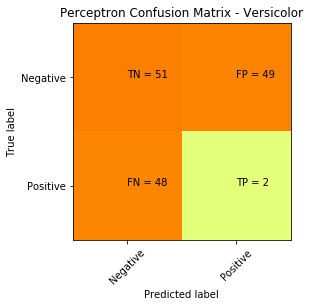 Perceptron Confusion Matrix - Versicolor
True label
Negative
TN = 51
FP = 49
Positive
FN = 48
TP = 2
Negative
Positive
Predicted label